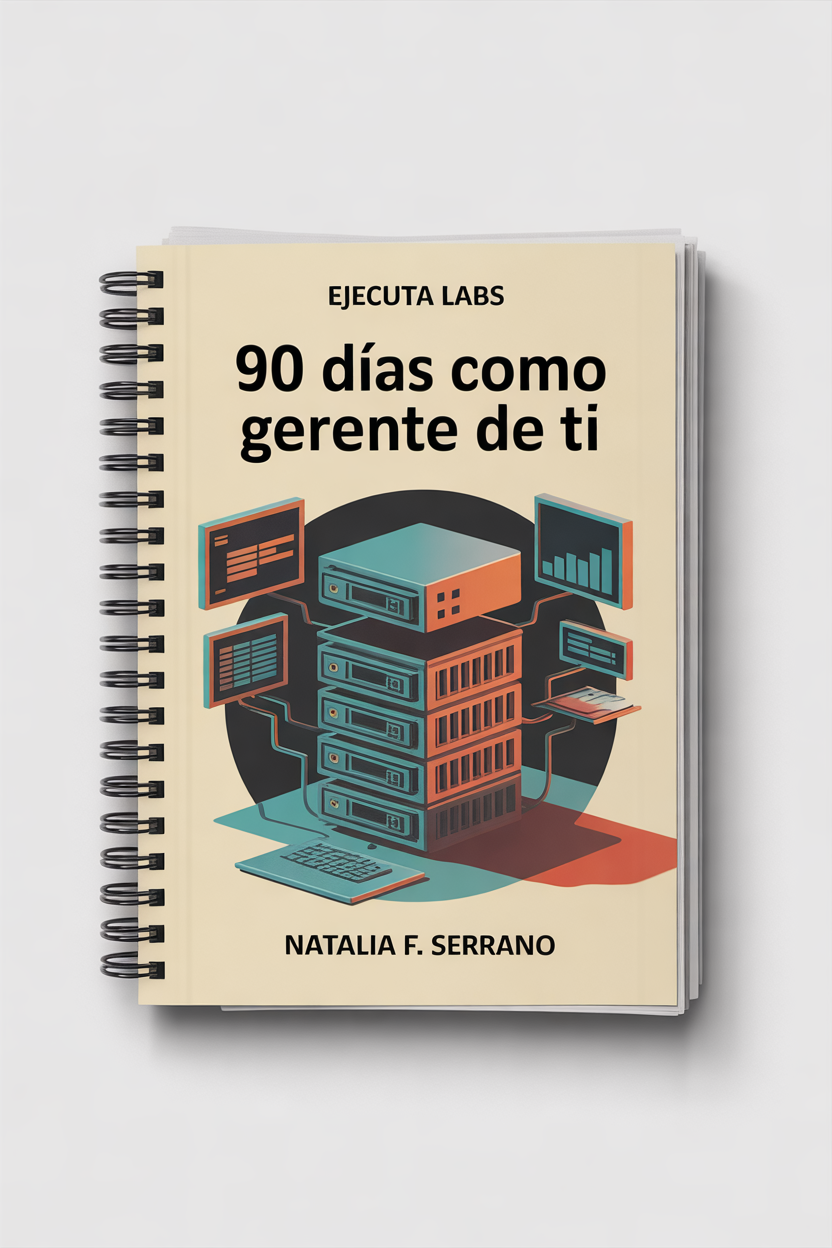 EJECUTA LABS
90 días como
gerente de ti
NATALIA F. SERRANO